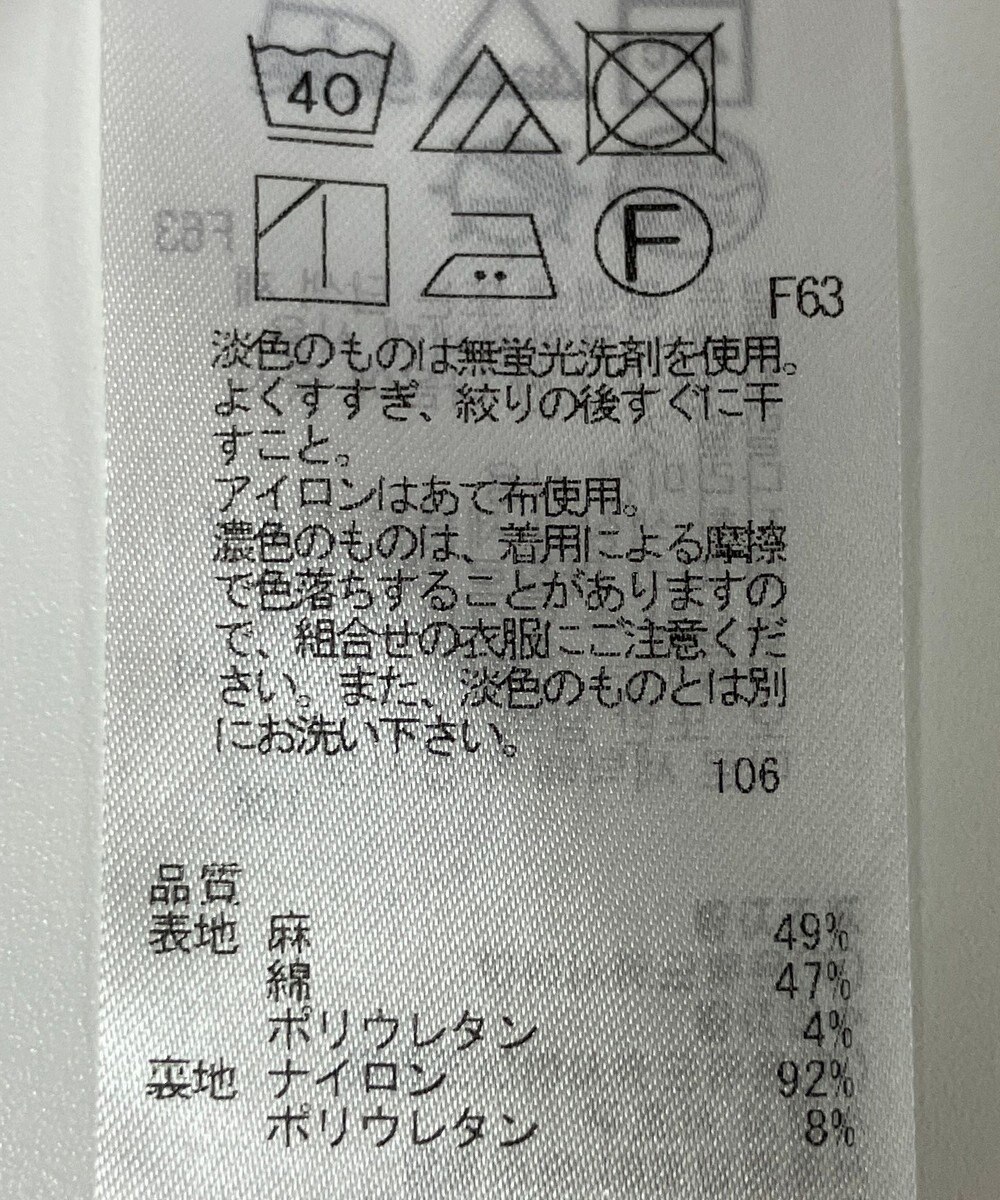 40
F
F63
淡色のものは無蛍光洗剤を使用。
よくすすぎ、絞りの後すぐに干
すこと。
アイロンはあて布使用。
濃色のものは、着用による摩擦
で色落ちすることがありますの
で、組合せの衣服にご注意くだ
さい。また、淡色のものとは別
にお洗い下さい。
106
品質
表地 麻 49%
綿 47%
ポリウレタン 4%
裏地 ナイロン 92%
ポリウレタン 8%